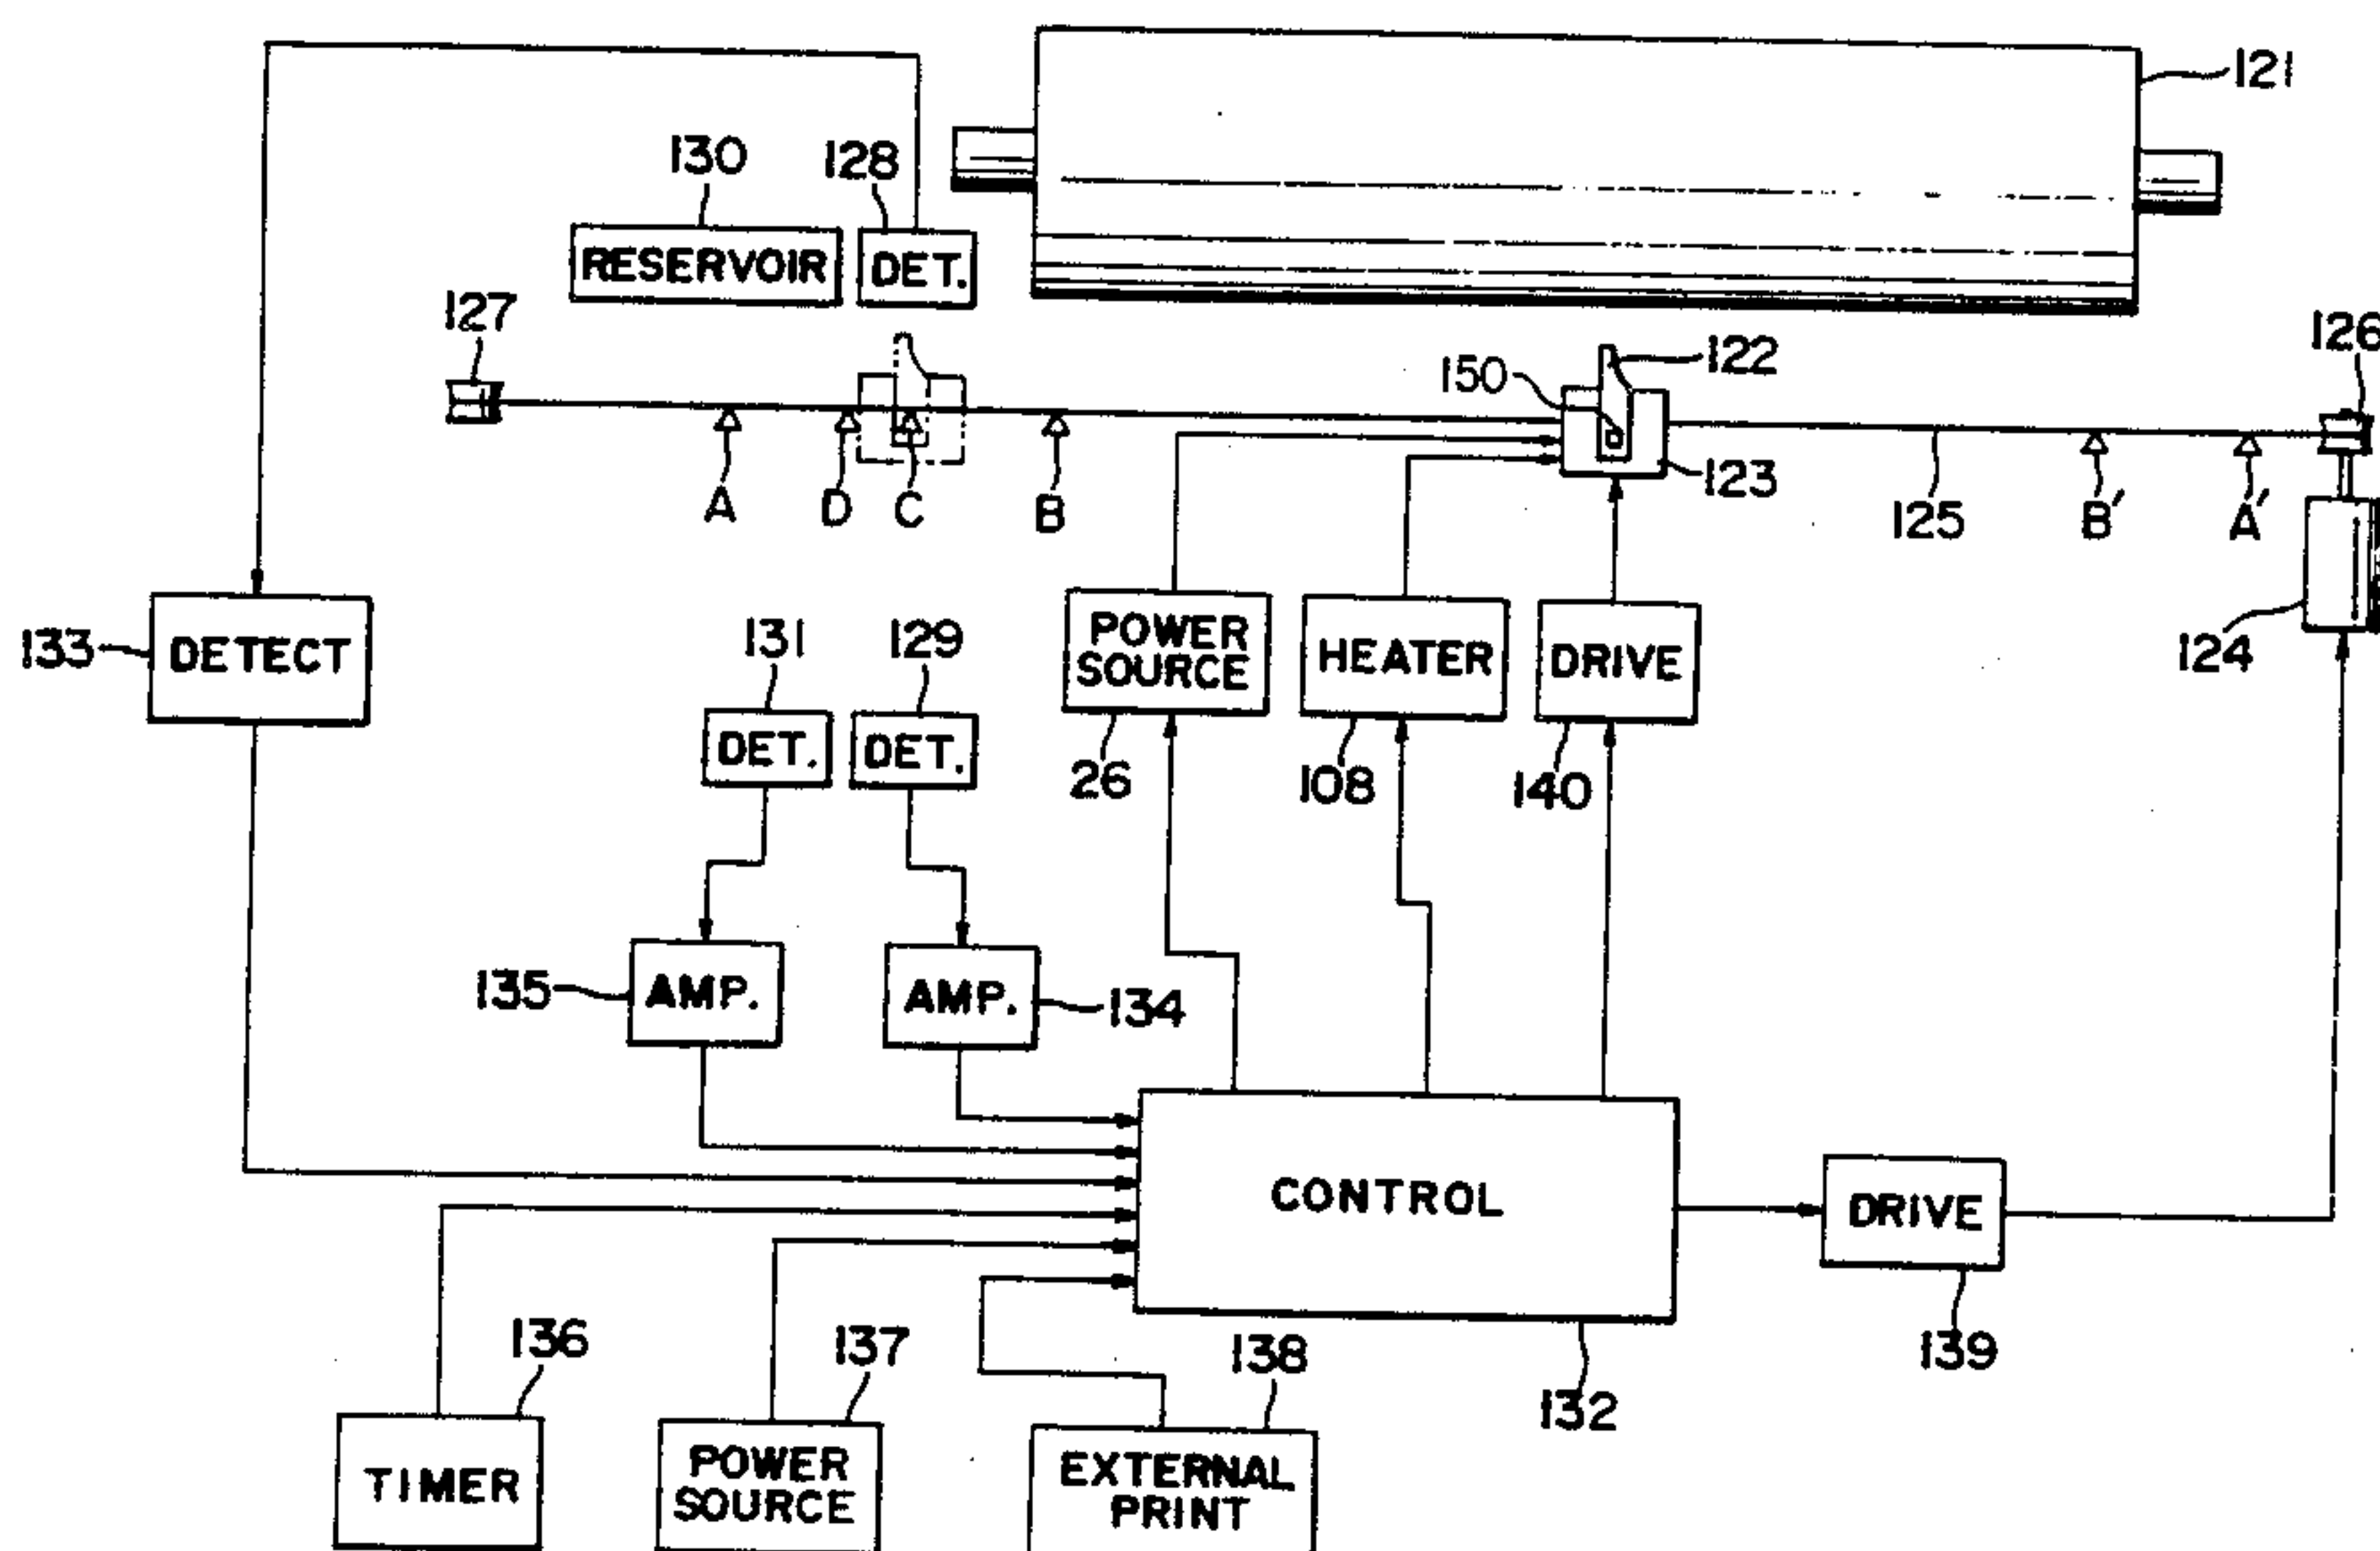 121
130
128
RESERVOIR
DET.
127
126
150
122
A
D
C
B
123
125
B′
A′
124
133
DETECT
131
129
POWER
SOURCE
HEATER
DRIVE
DET.
DET.
26
108
140
135
AMP.
AMP.
134
CONTROL
DRIVE
139
136
137
138
132
TIMER
POWER
SOURCE
EXTERNAL
PRINT